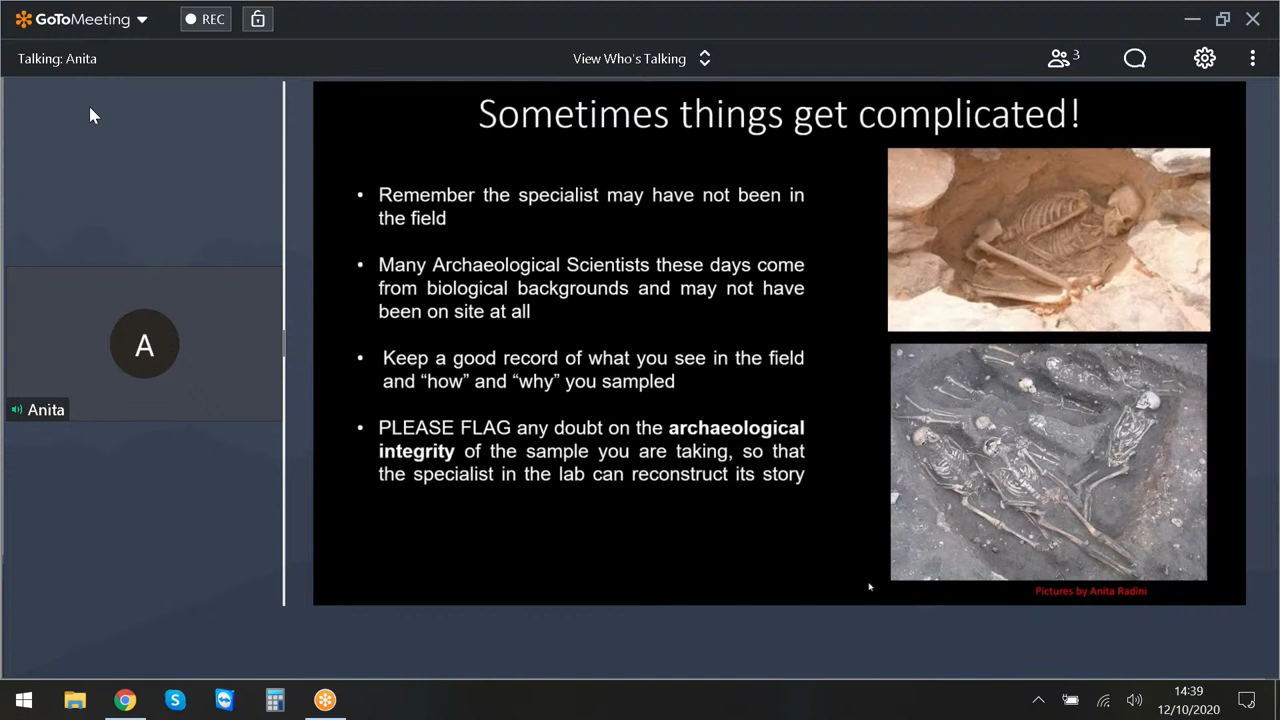 GoToMeeting
REC
Talking: Anita
View Who's Talking
3
A
Anita
Sometimes things get complicated!
• Remember the specialist may have not been in
the field
• Many Archaeological Scientists these days come
from biological backgrounds and may not have
been on site at all
• Keep a good record of what you see in the field
and “how” and “why” you sampled
• PLEASE FLAG any doubt on the archaeological
integrity of the sample you are taking, so that
the specialist in the lab can reconstruct its story
Pictures by Anita Radini
14:39
12/10/2020